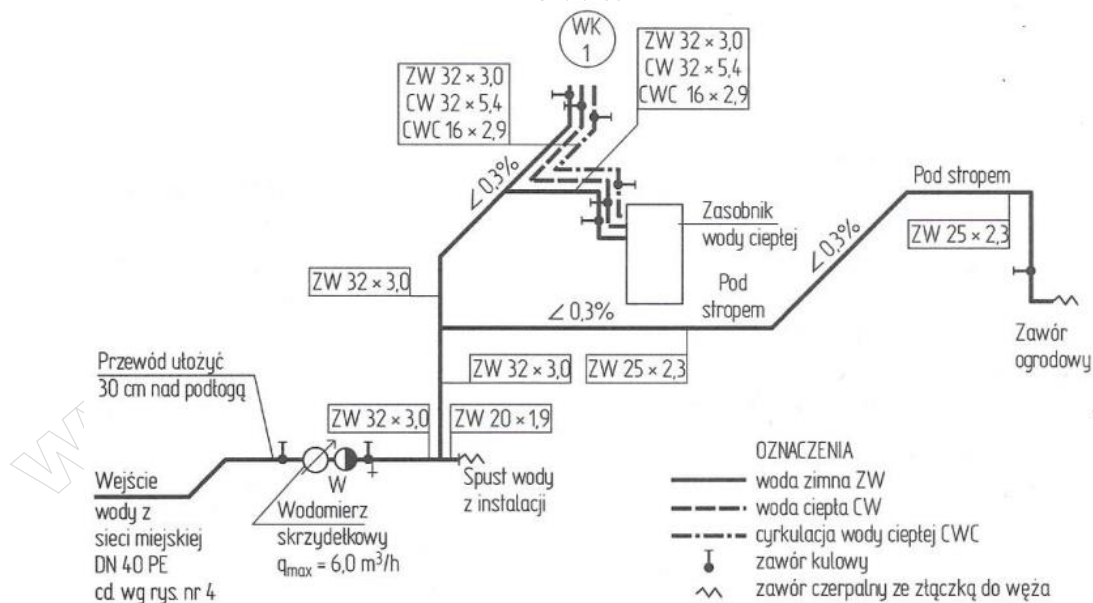 WK
1
ZW 32 × 3,0
CW 32 × 5,4
CWC 16 × 2,9
ZW 32 × 3,0
CW 32 × 5,4
CWC 16 × 2,9
∠ 0,3%
Zasobnik
wody ciepłej
Pod stropem
ZW 25 × 2,3
∠ 0,3%
ZW 32 × 3,0
∠ 0,3%
Pod
stropem
Zawór
ogrodowy
Przewód ułożyć
30 cm nad podłogą
ZW 32 × 3,0
ZW 25 × 2,3
ZW 32 × 3,0
ZW 20 × 1,9
Wejście
wody z
sieci miejskiej
DN 40 PE
cd. wg rys. nr 4
W
Wodomierz
skrzydełkowy
qmax = 6,0 m³/h
Spust wody
z instalacji
OZNACZENIA
woda zimna ZW
woda ciepła CW
cyrkulacja wody ciepłej CWC
zawór kulowy
zawór czerpalny ze złączką do węża